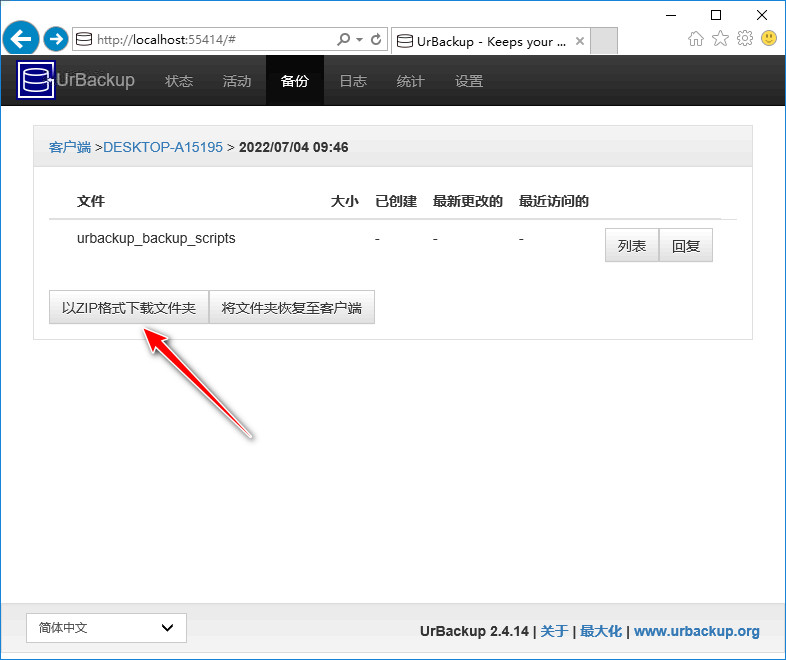 http://localhost:55414/#
UrBackup - Keeps your ...
UrBackup 状态 活动 备份 日志 统计 设置
客户端 >DESKTOP-A15195 > 2022/07/04 09:46
文件 大小 已创建 最新更改的 最近访问的
urbackup_backup_scripts - - - 列表 回复
以ZIP格式下载文件夹 将文件夹恢复至客户端
简体中文
UrBackup 2.4.14 | 关于 | 最大化 | www.urbackup.org